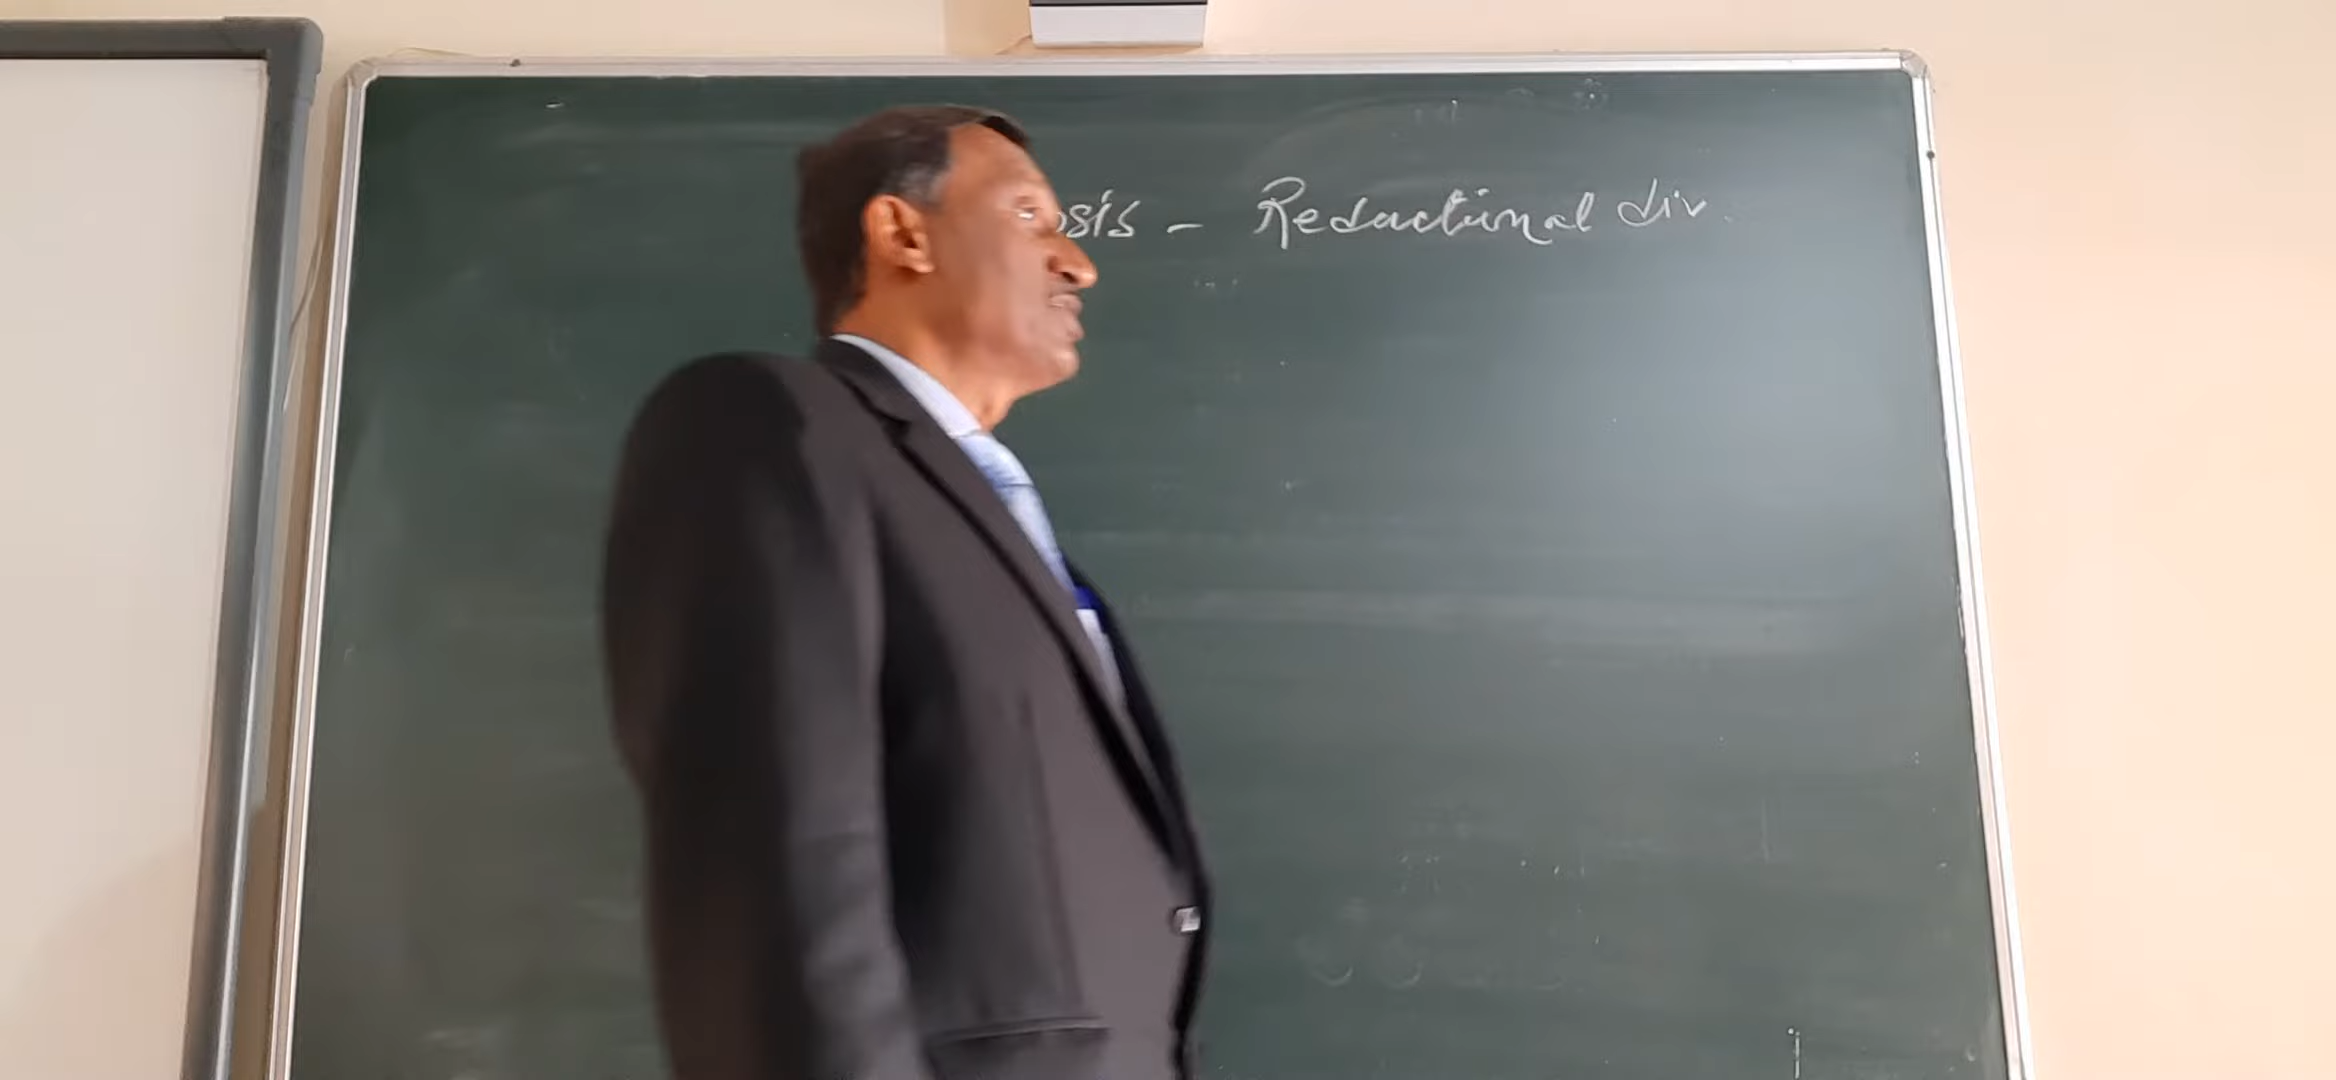 osis - Reductional div.